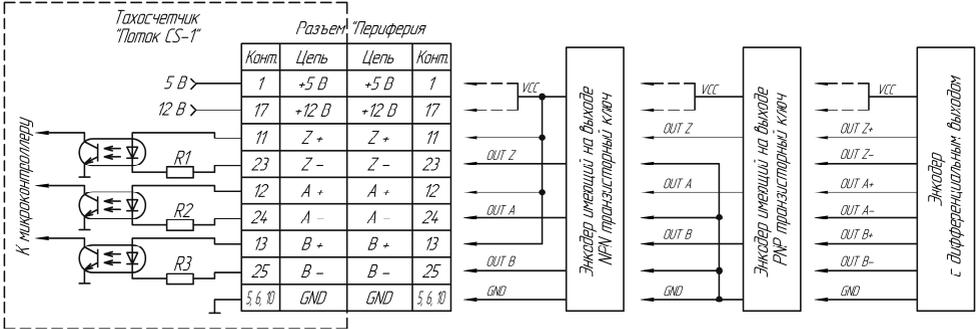 Тахосчетчик
"Поток CS-1"
Разъем "Периферия
Конт. Цепь Цепь Конт.
5 В 1 +5 В +5 В 1
12 В 17 +12 В +12 В 17
11 Z + Z + 11
R1 23 Z – Z – 23
12 A + A + 12
R2 24 A – A – 24
13 B + B + 13
R3 25 B – B – 25
5, 6, 10 GND GND 5, 6, 10
К микроконтроллеру
VCC
OUT Z
OUT A
OUT B
GND
Энкодер имеющий на выходе
NPN транзисторный ключ
VCC
OUT Z
OUT A
OUT B
GND
Энкодер имеющий на выходе
PNP транзисторный ключ
VCC
OUT Z+
OUT Z–
OUT A+
OUT A–
OUT B+
OUT B–
GND
Энкодер
с дифференциальным выходом